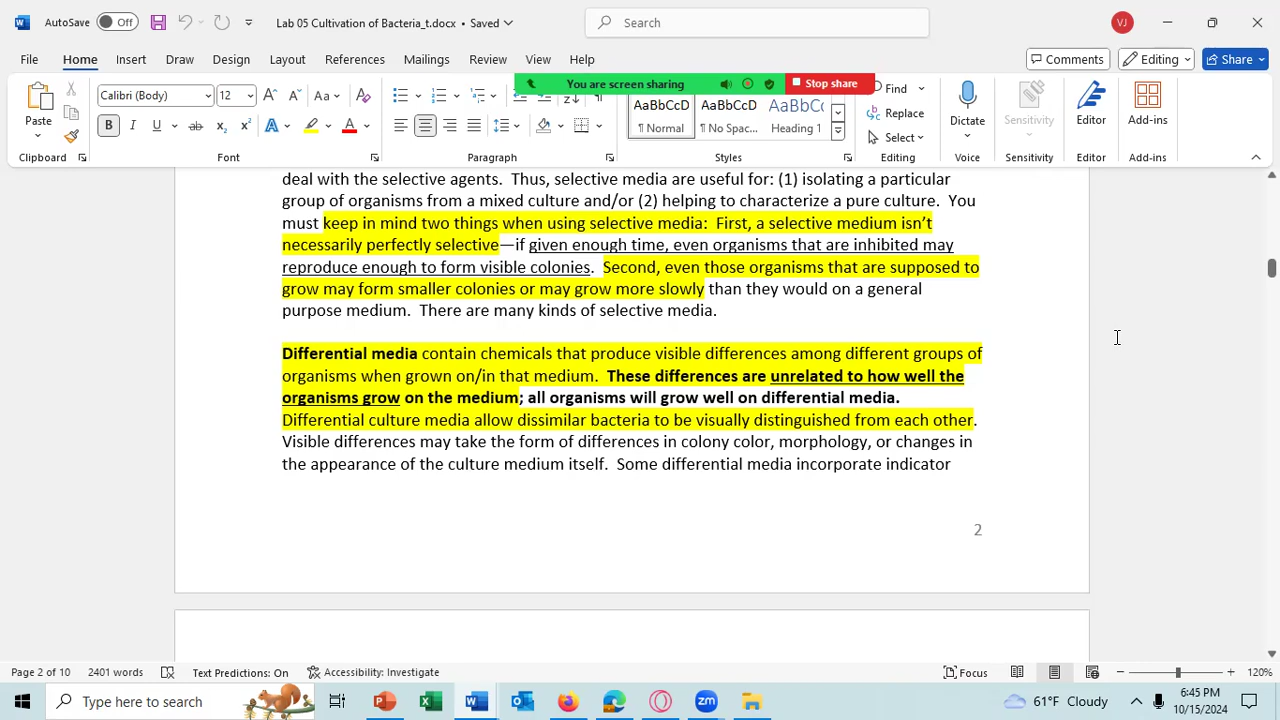 AutoSave Off Lab 05 Cultivation of Bacteria_t.docx • Saved Search VJ
File Home Insert Draw Design Layout References Mailings Review View Help Comments Editing Share
You are screen sharing Stop share
Paste Calibri (Body) 12 Aa AaBbCcD AaBbCcD AaBbC Find Replace Select Dictate Sensitivity Editor Add-ins
¶ Normal ¶ No Spac... Heading 1
Clipboard Font Paragraph Styles Editing Voice Sensitivity Editor Add-ins
deal with the selective agents. Thus, selective media are useful for: (1) isolating a particular
group of organisms from a mixed culture and/or (2) helping to characterize a pure culture. You
must keep in mind two things when using selective media: First, a selective medium isn’t
necessarily perfectly selective—if given enough time, even organisms that are inhibited may
reproduce enough to form visible colonies. Second, even those organisms that are supposed to
grow may form smaller colonies or may grow more slowly than they would on a general
purpose medium. There are many kinds of selective media.
Differential media contain chemicals that produce visible differences among different groups of
organisms when grown on/in that medium. These differences are unrelated to how well the
organisms grow on the medium; all organisms will grow well on differential media.
Differential culture media allow dissimilar bacteria to be visually distinguished from each other.
Visible differences may take the form of differences in colony color, morphology, or changes in
the appearance of the culture medium itself. Some differential media incorporate indicator
2
Page 2 of 10 2401 words Text Predictions: On Accessibility: Investigate Focus 120%
Type here to search 61°F Cloudy 6:45 PM
10/15/2024